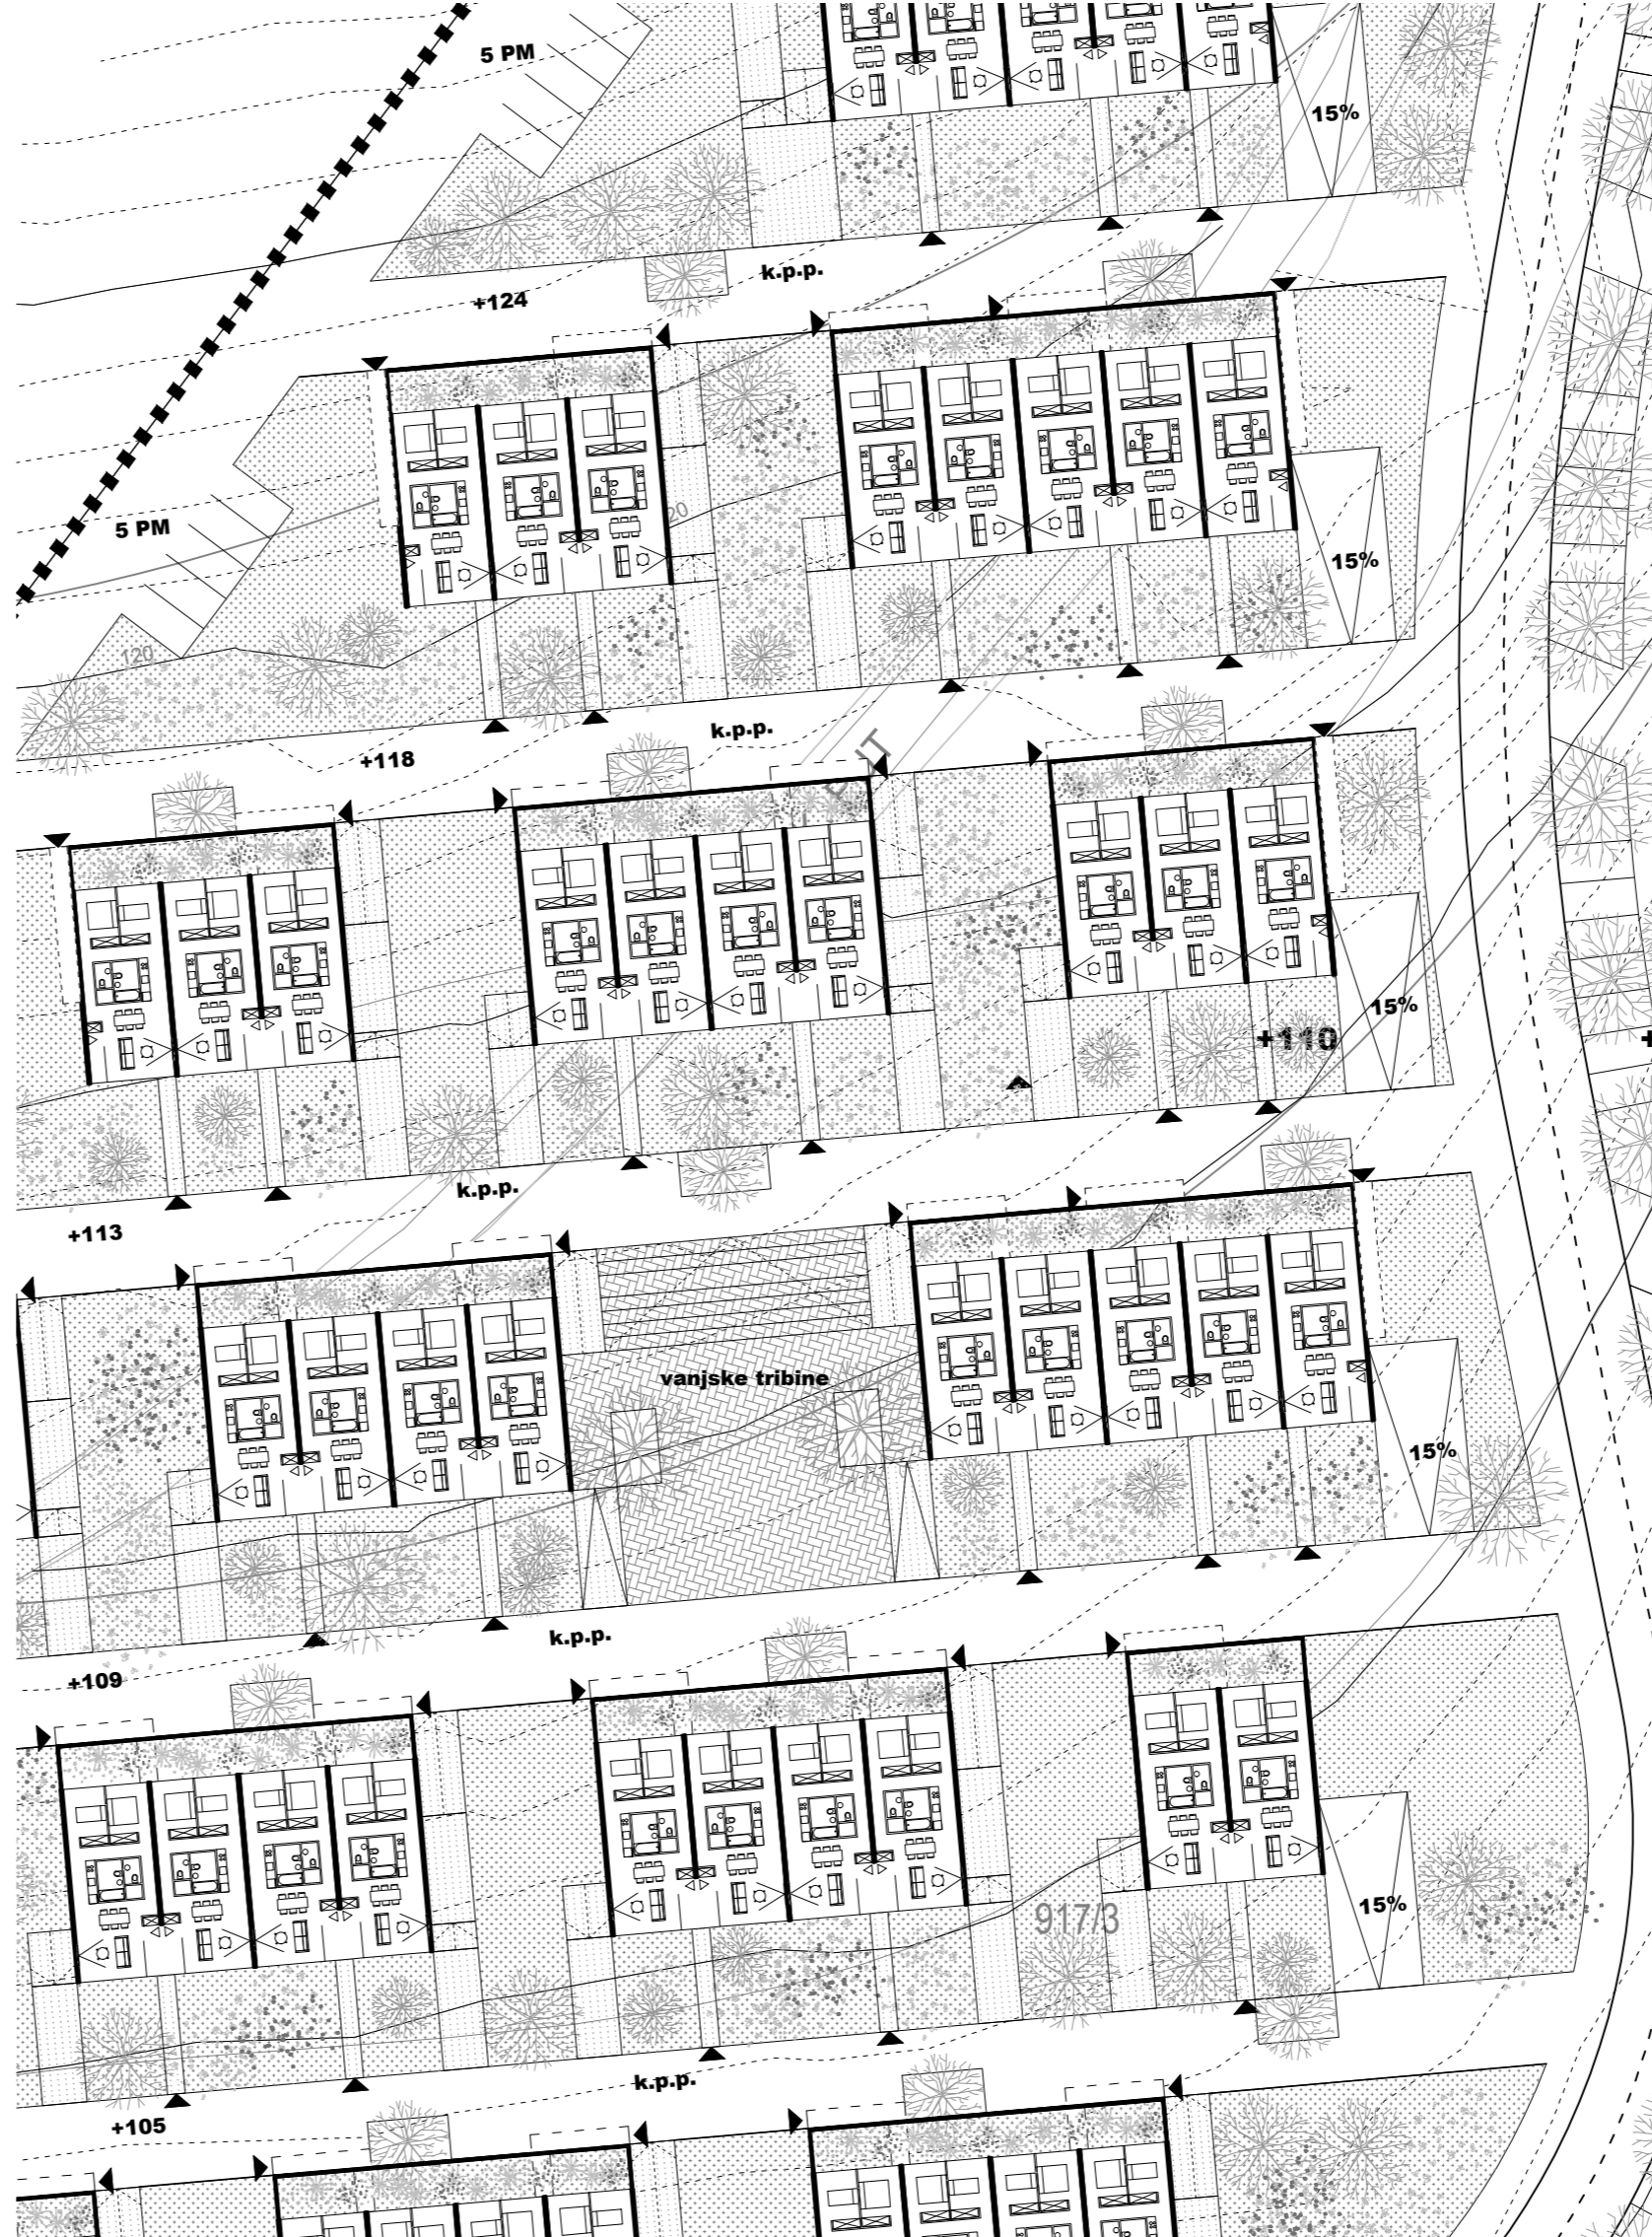 5 PM
15%
k.p.p.
+124
20
5 PM
15%
120
k.p.p.
+118
15%
+110
k.p.p.
+113
vanjske tribine
15%
k.p.p.
+109
15%
917/3
k.p.p.
+105